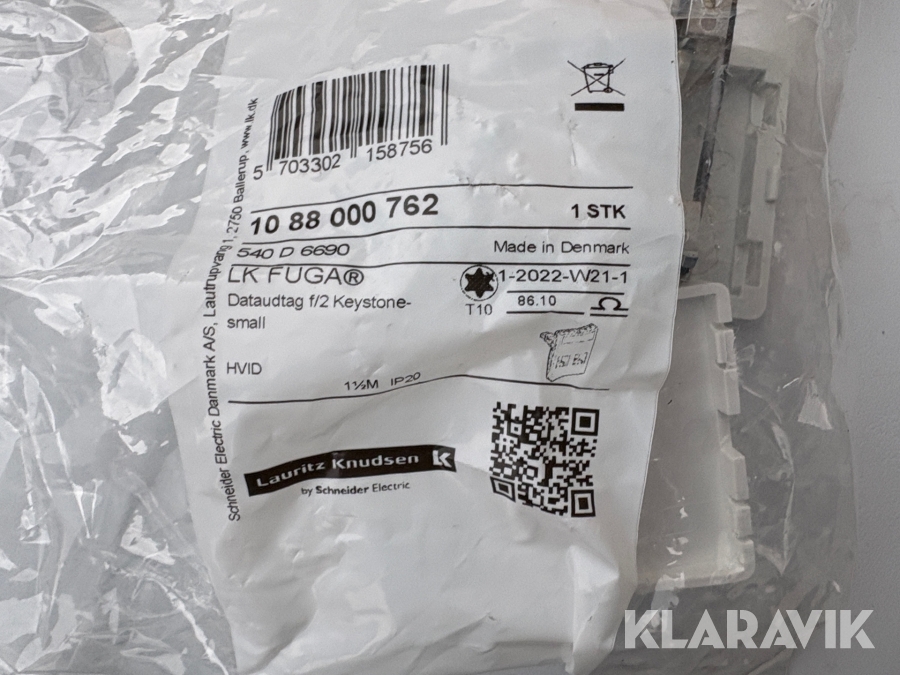 Schneider Electric Danmark A/S, Lautrupvang 1, 2750 Ballerup, www.lk.dk
5 703302 158756
10 88 000 762 1 STK
540 D 6690 Made in Denmark
LK FUGA® 1-2022-W21-1
Dataudtag f/2 Keystone- T10 86.10
small
HVID
1½M IP20
Lauritz Knudsen LK
by Schneider Electric
KLARAVIK